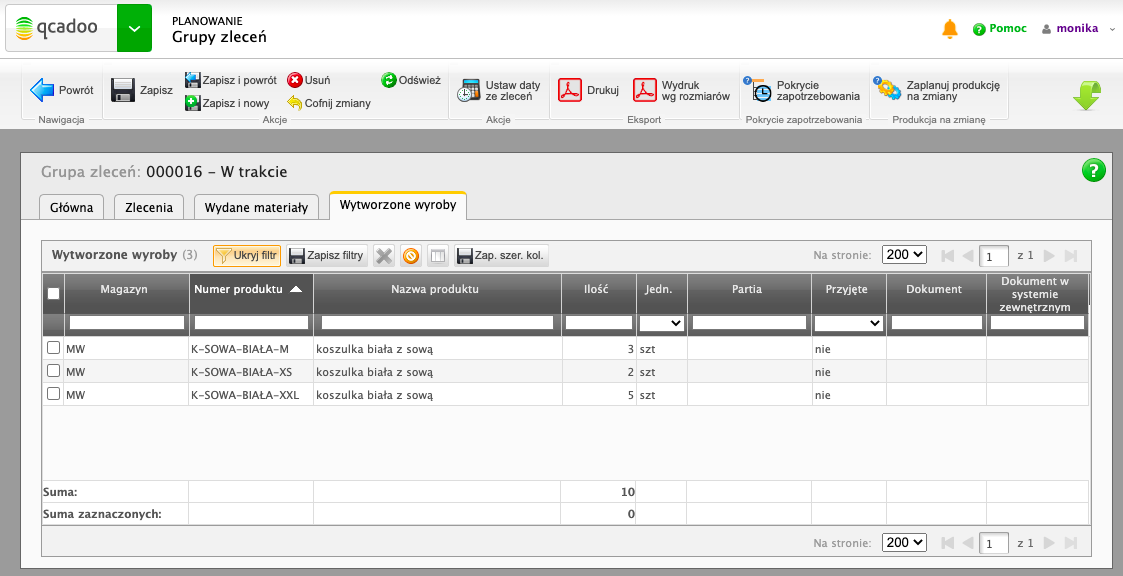 qcadoo
PLANOWANIE
Grupy zleceń
Pomoc
monika
Powrót
Nawigacja
Zapisz
Zapisz i powrót
Usuń
Odśwież
Zapisz i nowy
Cofnij zmiany
Akcje
Ustaw daty
ze zleceń
Akcje
Drukuj
Wydruk
wg rozmiarów
Eksport
Pokrycie
zapotrzebowania
Pokrycie zapotrzebowania
Zaplanuj produkcję
na zmiany
Produkcja na zmianę
Grupa zleceń: 000016 - W trakcie
Główna
Zlecenia
Wydane materiały
Wytworzone wyroby
Wytworzone wyroby (3)
Ukryj filtr
Zapisz filtry
Zap. szer. kol.
Na stronie: 200 1 z 1
Magazyn Numer produktu Nazwa produktu Ilość Jedn. Partia Przyjęte Dokument Dokument w
systemie
zewnętrznym
MW K-SOWA-BIAŁA-M koszulka biała z sową 3 szt nie
MW K-SOWA-BIAŁA-XS koszulka biała z sową 2 szt nie
MW K-SOWA-BIAŁA-XXL koszulka biała z sową 5 szt nie
Suma: 10
Suma zaznaczonych: 0
Na stronie: 200 1 z 1